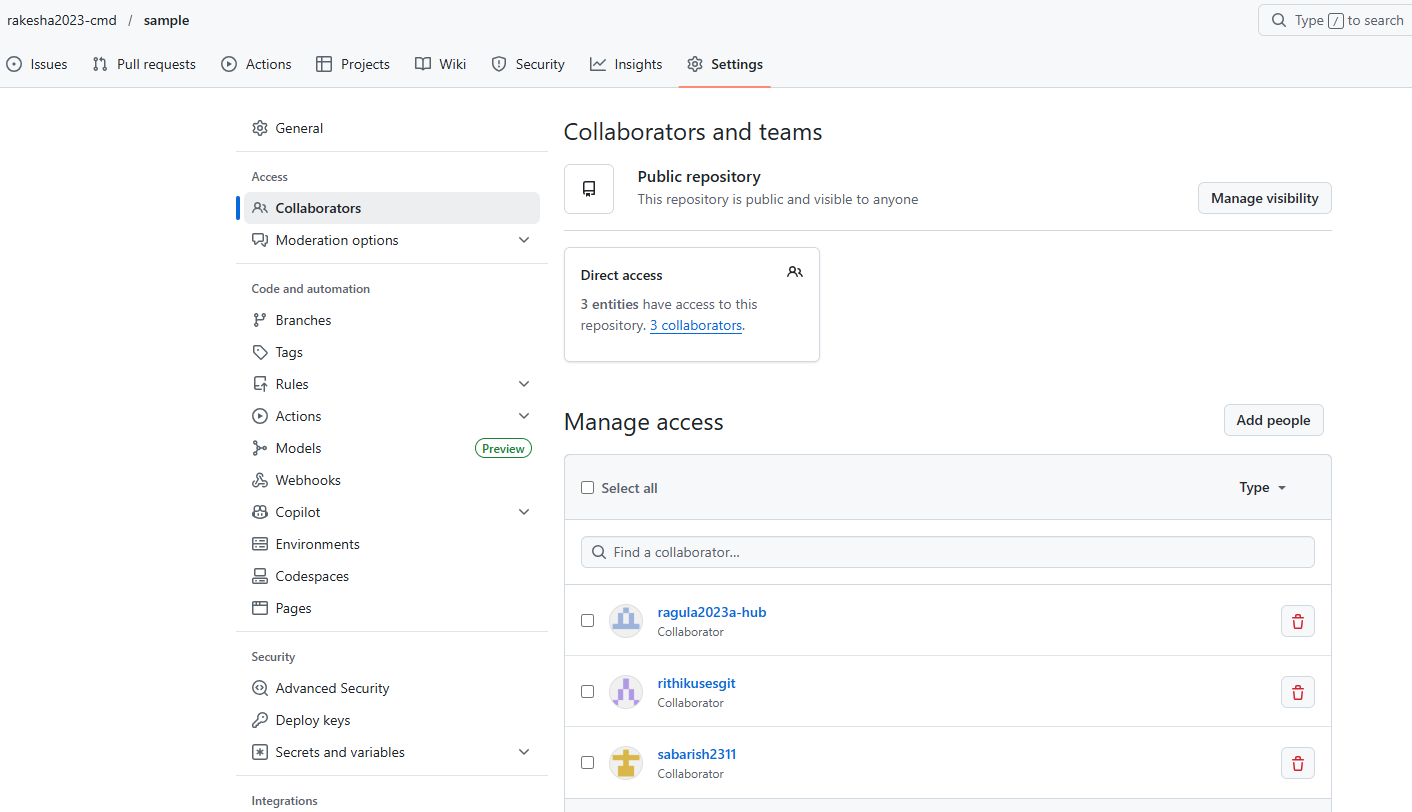 rakesha2023-cmd / sample
Type / to search
Issues Pull requests Actions Projects Wiki Security Insights Settings
General
Access
Collaborators
Moderation options
Code and automation
Branches
Tags
Rules
Actions
Models Preview
Webhooks
Copilot
Environments
Codespaces
Pages
Security
Advanced Security
Deploy keys
Secrets and variables
Integrations
Collaborators and teams
Public repository
This repository is public and visible to anyone
Manage visibility
Direct access
3 entities have access to this
repository. 3 collaborators.
Manage access
Add people
Select all
Type
Find a collaborator...
ragula2023a-hub
Collaborator
rithikusesgit
Collaborator
sabarish2311
Collaborator